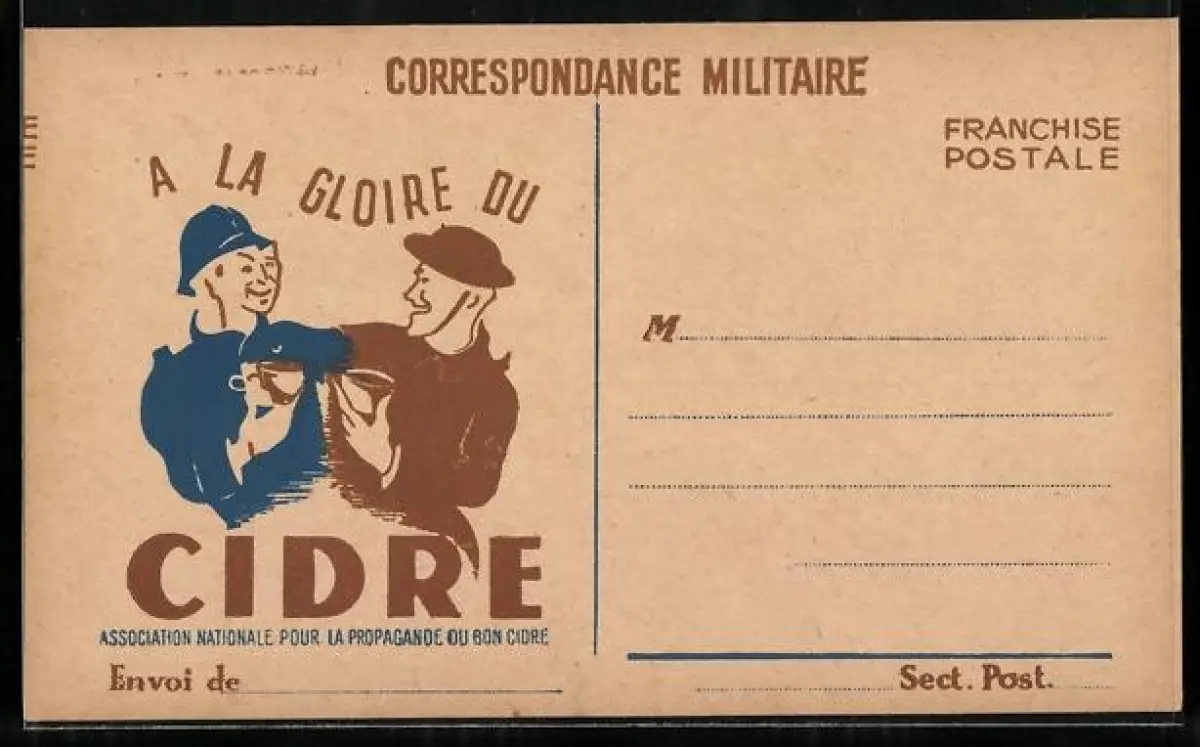 CORRESPONDANCE MILITAIRE
A LA GLOIRE DU
CIDRE
ASSOCIATION NATIONALE POUR LA PROPAGANDE DU BON CIDRE
Envoi de
FRANCHISE
POSTALE
M
Sect. Post.